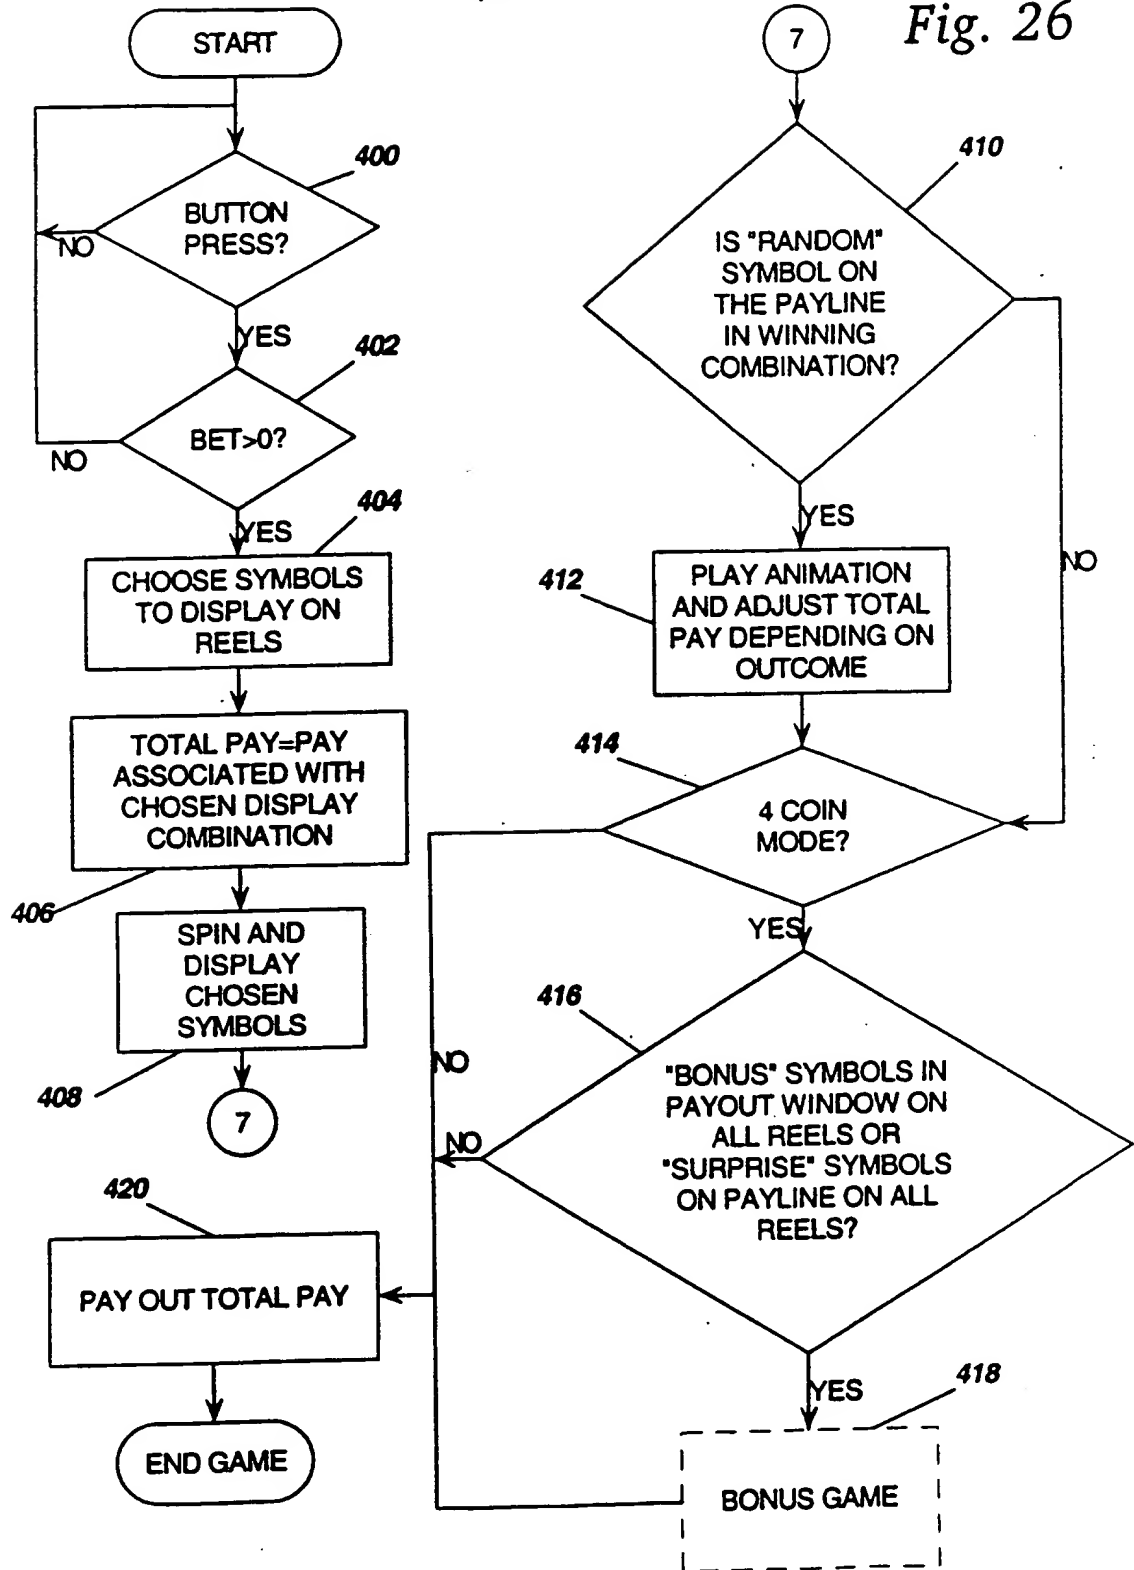 Fig. 26
START
400
BUTTON
PRESS?
NO
YES
402
BET>0?
NO
YES
404
CHOOSE SYMBOLS
TO DISPLAY ON
REELS
TOTAL PAY=PAY
ASSOCIATED WITH
CHOSEN DISPLAY
COMBINATION
406
SPIN AND
DISPLAY
CHOSEN
SYMBOLS
408
7
7
410
IS "RANDOM"
SYMBOL ON
THE PAYLINE
IN WINNING
COMBINATION?
YES
NO
412
PLAY ANIMATION
AND ADJUST TOTAL
PAY DEPENDING ON
OUTCOME
414
4 COIN
MODE?
YES
NO
416
"BONUS" SYMBOLS IN
PAYOUT WINDOW ON
ALL REELS OR
"SURPRISE" SYMBOLS
ON PAYLINE ON ALL
REELS?
NO
YES
418
BONUS GAME
420
PAY OUT TOTAL PAY
END GAME